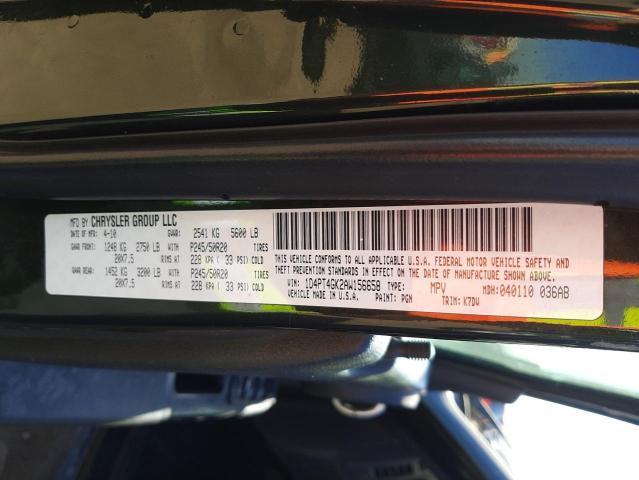 MFD BY CHRYSLER GROUP LLC
DATE OF MFR. 4-10 GVWR: 2541 KG 5600 LB
GAWR FRONT: 1248 KG 2750 LB WITH P245/50R20 TIRES
20X7.5 RIMS AT 228 KPA ( 33 PSI) COLD
GAWR REAR: 1452 KG 3200 LB WITH P245/50R20 TIRES
20X7.5 RIMS AT 228 KPA ( 33 PSI) COLD
THIS VEHICLE CONFORMS TO ALL APPLICABLE U.S.A. FEDERAL MOTOR VEHICLE SAFETY AND
THEFT PREVENTION STANDARDS IN EFFECT ON THE DATE OF MANUFACTURE SHOWN ABOVE.
VIN: 1D4PT4GK2AW156658 TYPE: MPV MDH: 040110 036AB
VEHICLE MADE IN U.S.A. PAINT: PGN TRIM: K7DV